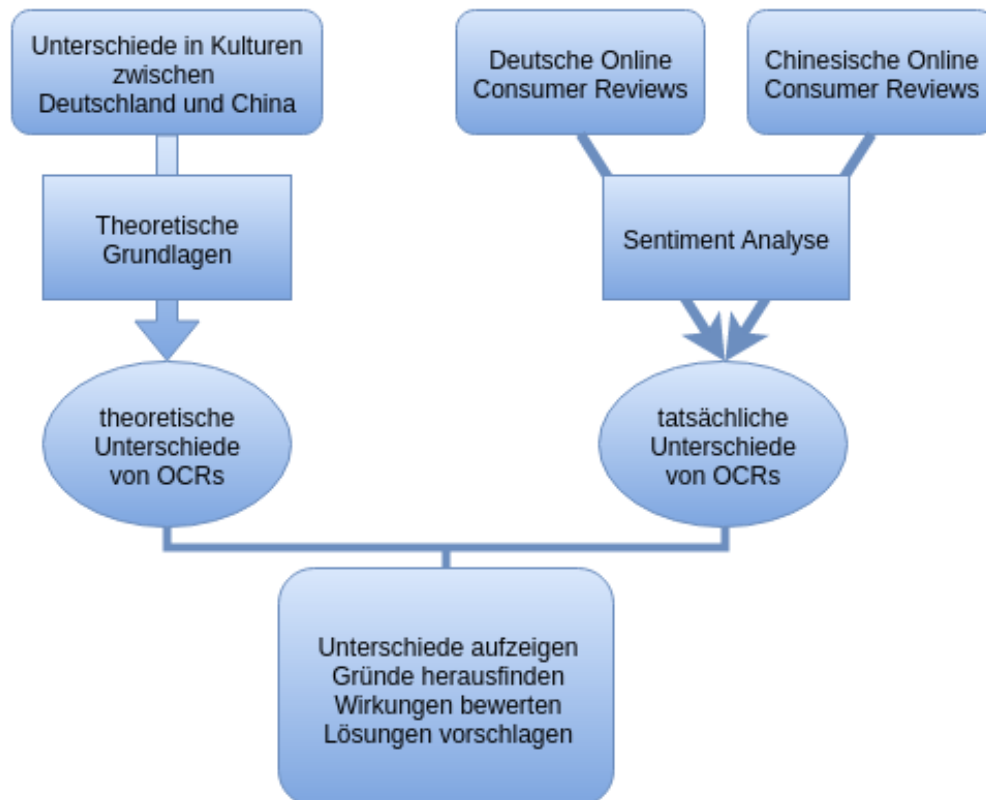 Unterschiede in Kulturen
zwischen
Deutschland und China
Deutsche Online
Consumer Reviews
Chinesische Online
Consumer Reviews
Theoretische
Grundlagen
Sentiment Analyse
theoretische
Unterschiede
von OCRs
tatsächliche
Unterschiede
von OCRs
Unterschiede aufzeigen
Gründe herausfinden
Wirkungen bewerten
Lösungen vorschlagen